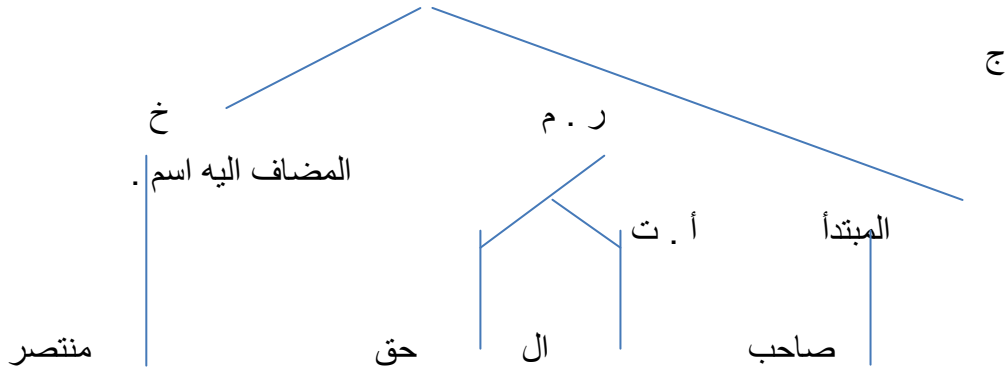 ج
ر . م خ
المضاف اليه اسم .
المبتدأ أ . ت
صاحب ال حق منتصر